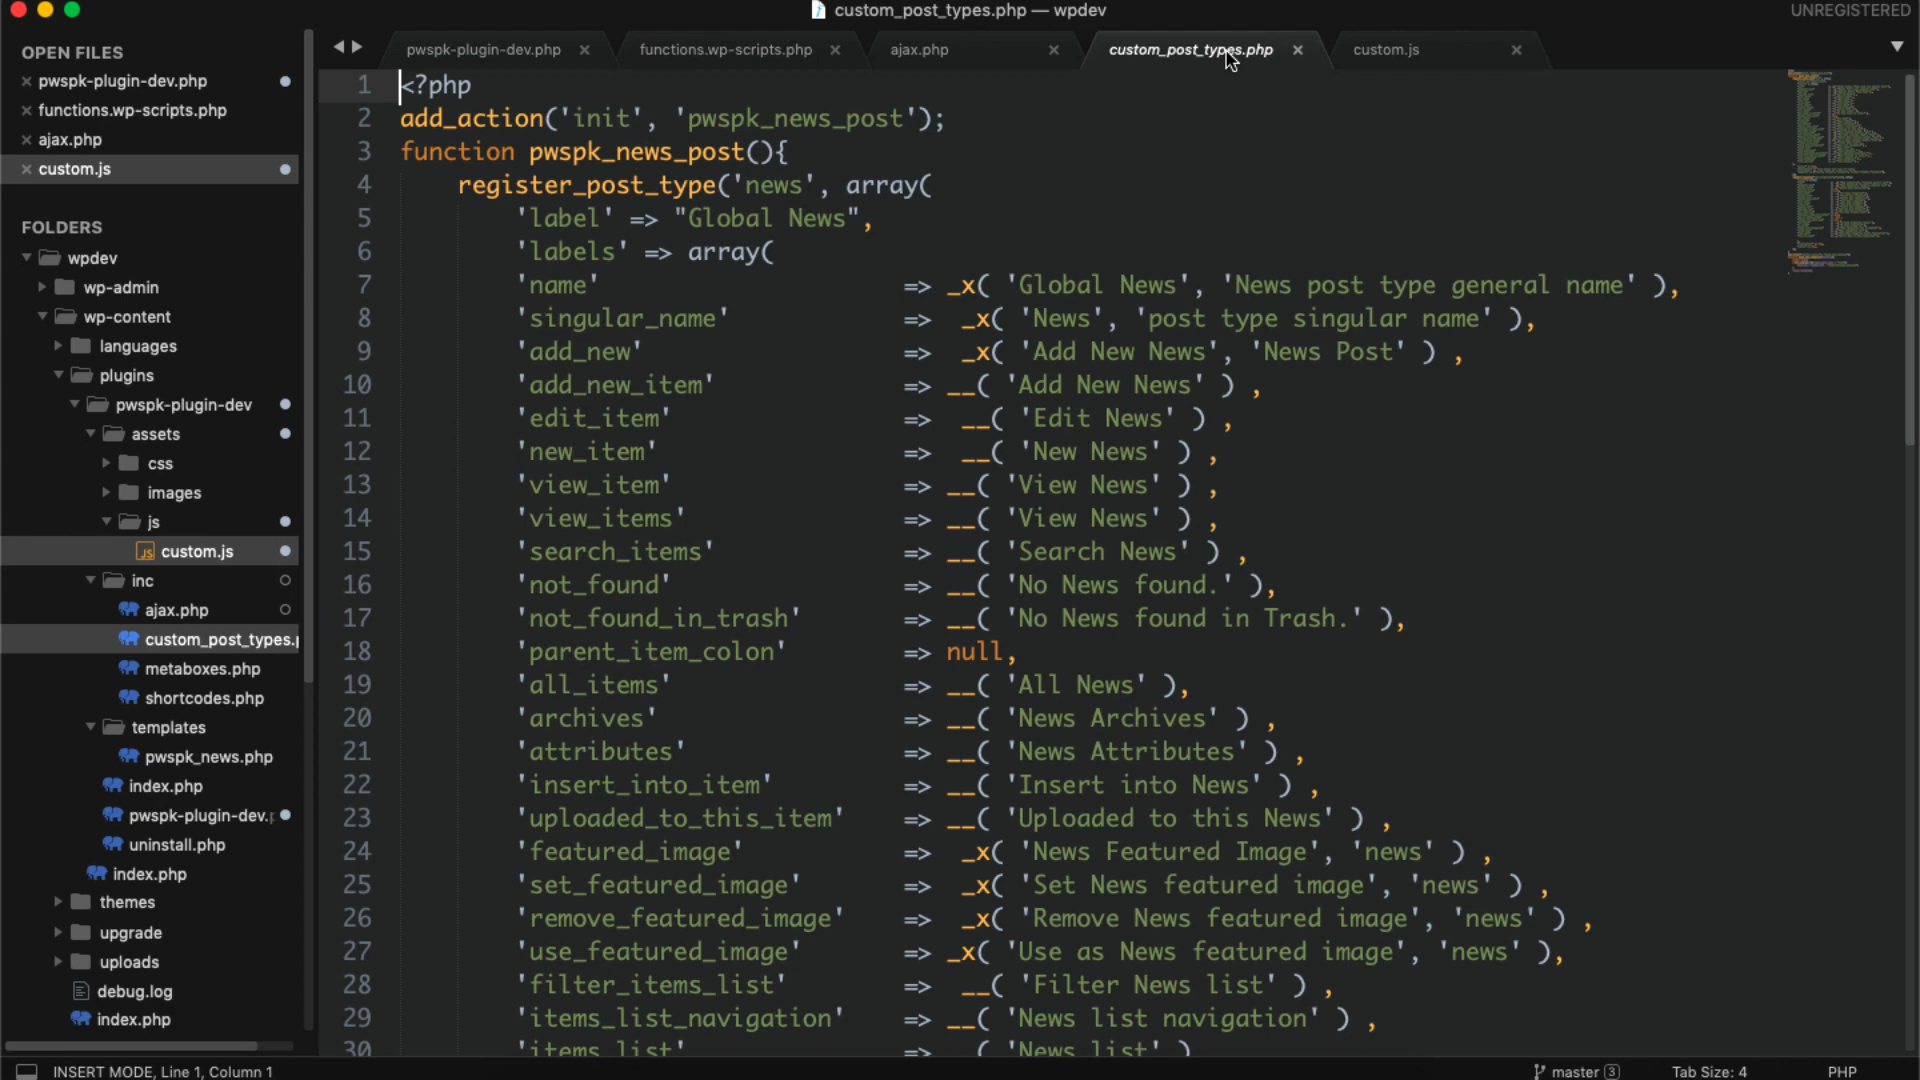 custom_post_types.php — wpdev
UNREGISTERED
OPEN FILES
pwspk-plugin-dev.php
functions.wp-scripts.php
ajax.php
custom.js
FOLDERS
wpdev
wp-admin
wp-content
languages
plugins
pwspk-plugin-dev
assets
css
images
js
JS custom.js
inc
ajax.php
custom_post_types.p
metaboxes.php
shortcodes.php
templates
pwspk_news.php
index.php
pwspk-plugin-dev.p
uninstall.php
index.php
themes
upgrade
uploads
debug.log
index.php
pwspk-plugin-dev.php
functions.wp-scripts.php
ajax.php
custom_post_types.php
custom.js
1 <?php
2 add_action('init', 'pwspk_news_post');
3 function pwspk_news_post(){
4 register_post_type('news', array(
5 'label' => "Global News",
6 'labels' => array(
7 'name' => _x( 'Global News', 'News post type general name' ),
8 'singular_name' => _x( 'News', 'post type singular name' ),
9 'add_new' => _x( 'Add New News', 'News Post' ) ,
10 'add_new_item' => __( 'Add New News' ) ,
11 'edit_item' => __( 'Edit News' ) ,
12 'new_item' => __( 'New News' ) ,
13 'view_item' => __( 'View News' ) ,
14 'view_items' => __( 'View News' ) ,
15 'search_items' => __( 'Search News' ) ,
16 'not_found' => __( 'No News found.' ),
17 'not_found_in_trash' => __( 'No News found in Trash.' ),
18 'parent_item_colon' => null,
19 'all_items' => __( 'All News' ),
20 'archives' => __( 'News Archives' ) ,
21 'attributes' => __( 'News Attributes' ) ,
22 'insert_into_item' => __( 'Insert into News' ) ,
23 'uploaded_to_this_item' => __( 'Uploaded to this News' ) ,
24 'featured_image' => _x( 'News Featured Image', 'news' ) ,
25 'set_featured_image' => _x( 'Set News featured image', 'news' ) ,
26 'remove_featured_image' => _x( 'Remove News featured image', 'news' ) ,
27 'use_featured_image' => _x( 'Use as News featured image', 'news' ),
28 'filter_items_list' => __( 'Filter News list' ) ,
29 'items_list_navigation' => __( 'News list navigation' ) ,
30 'items_list' => __( 'News list' )
INSERT MODE, Line 1, Column 1
master 3
Tab Size: 4
PHP